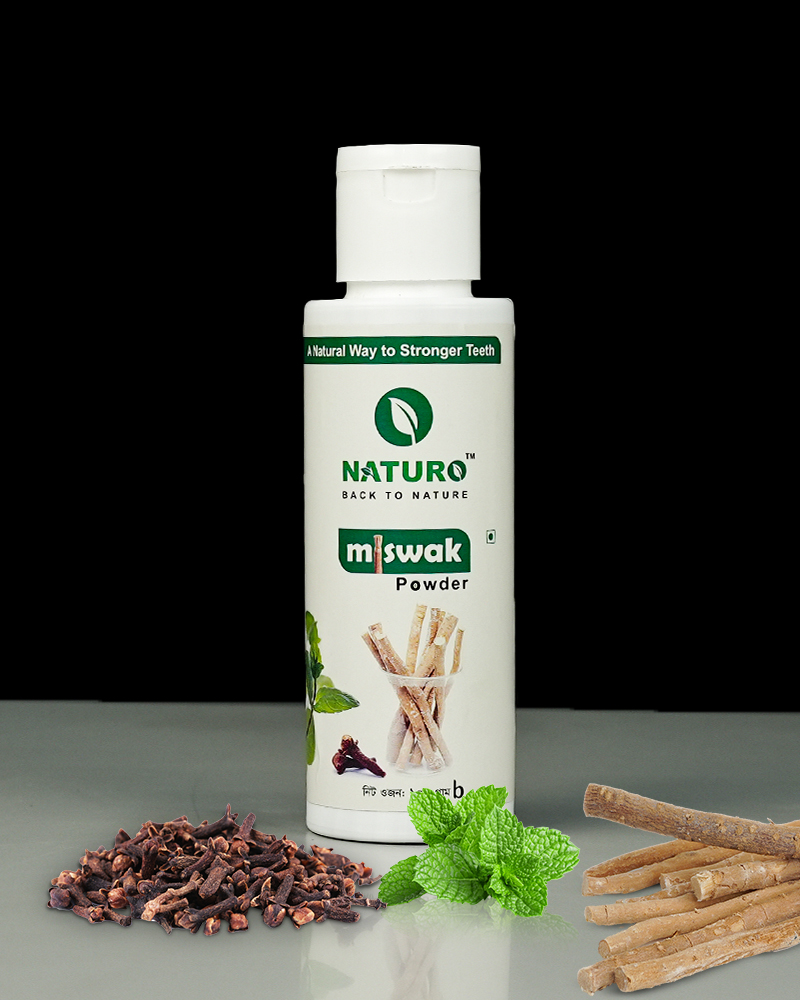 A Natural Way to Stronger Teeth
NATURO™
BACK TO NATURE
miswak
Powder
নিট ওজন: গ্রাম b